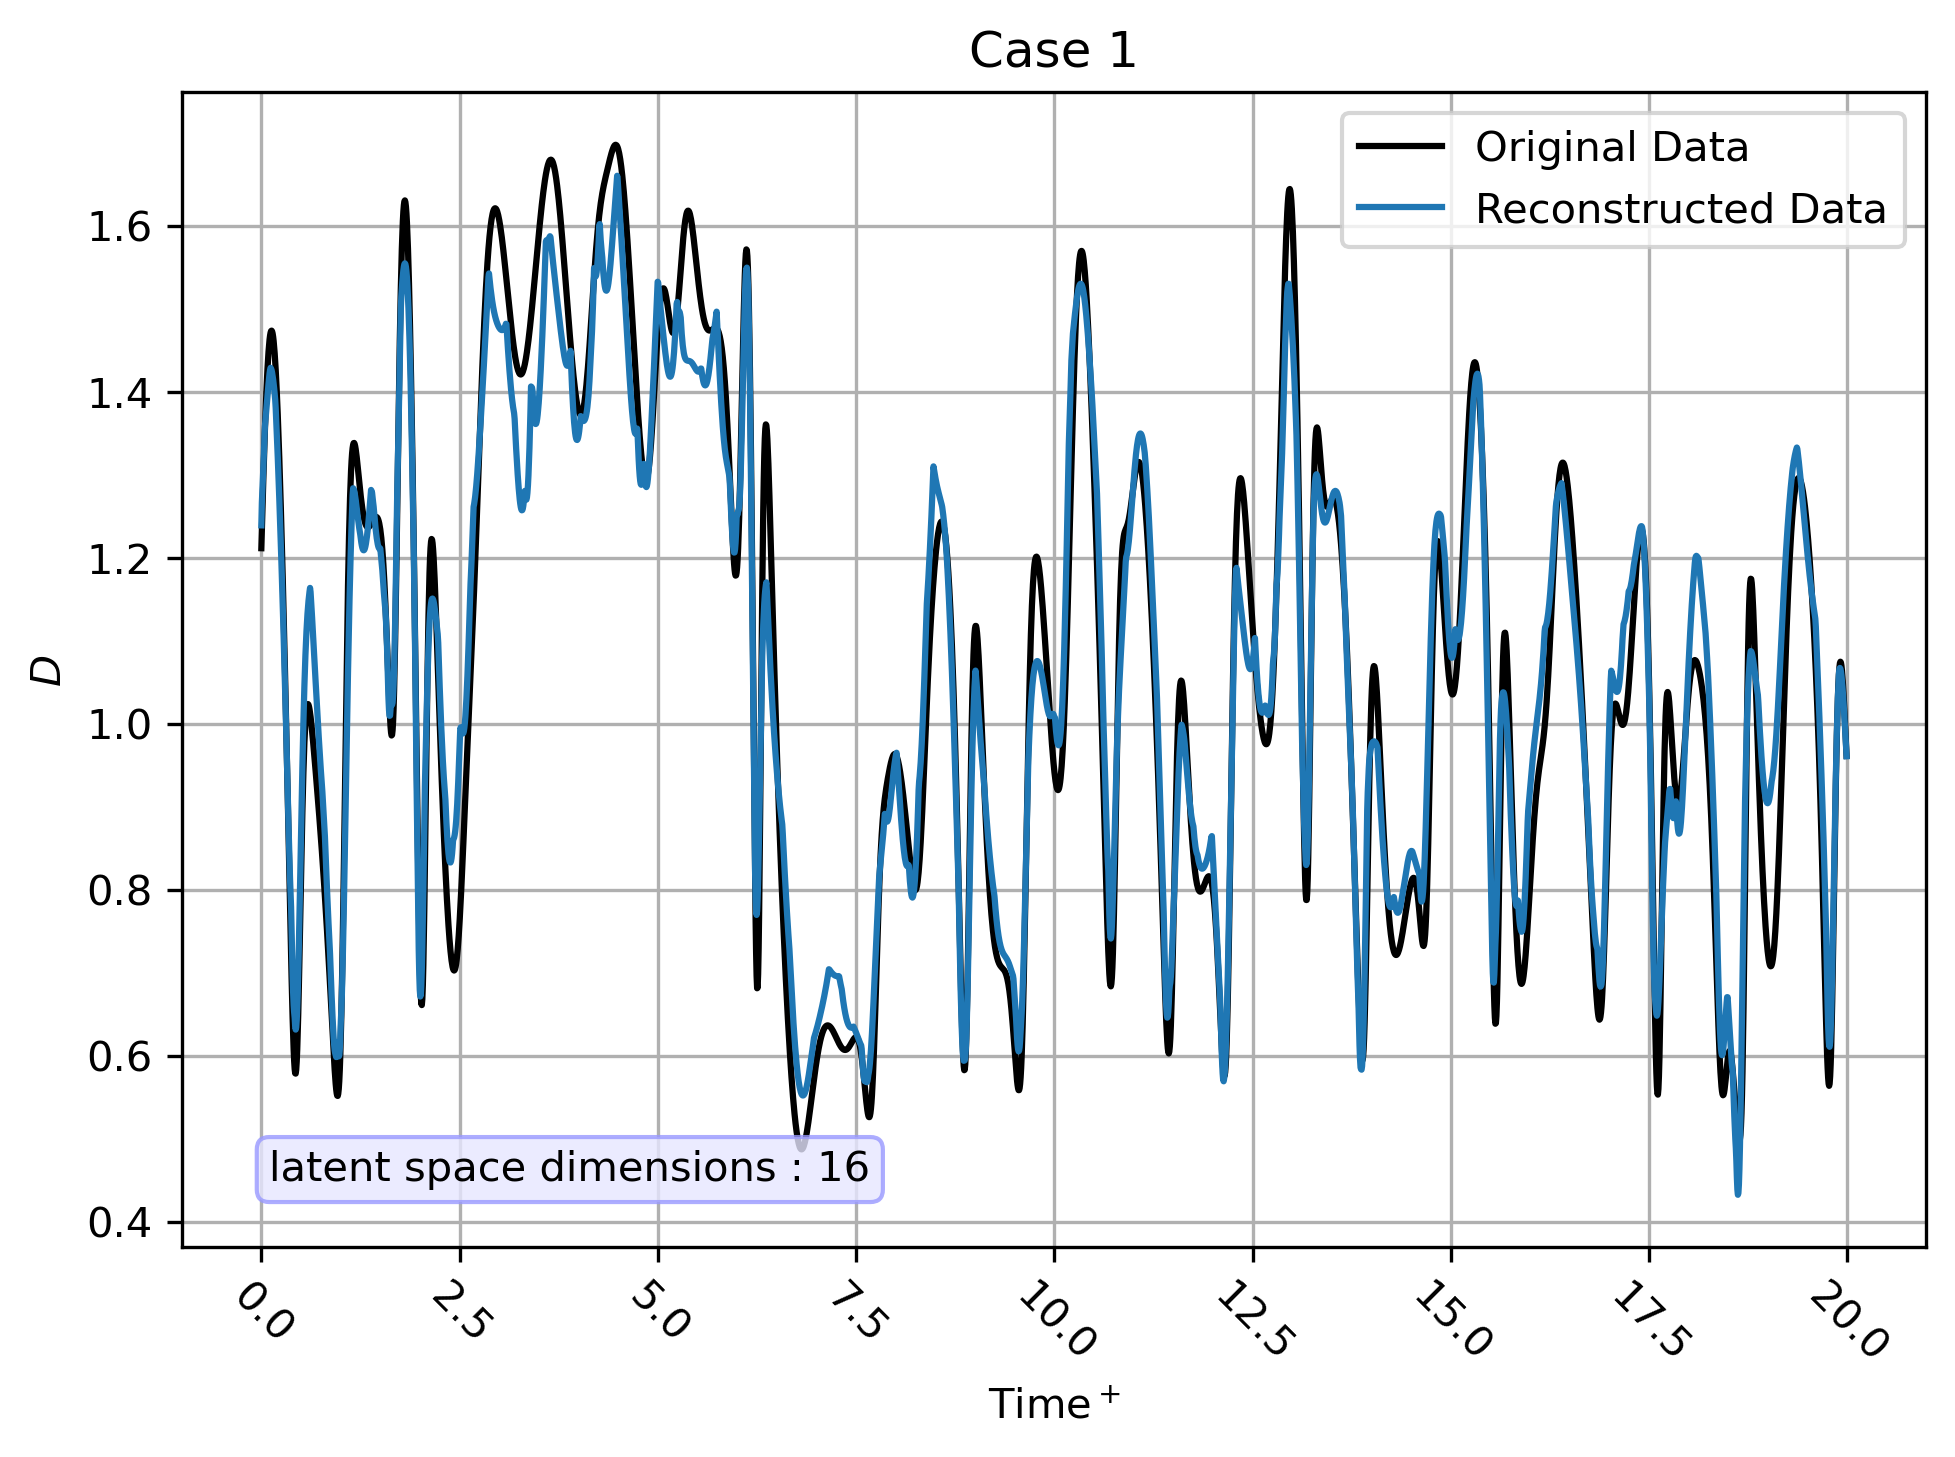 Case 1
Original Data
Reconstructed Data
D
1.6
1.4
1.2
1.0
0.8
0.6
0.4
latent space dimensions : 16
0.0 2.5 5.0 7.5 10.0 12.5 15.0 17.5 20.0
Time⁺